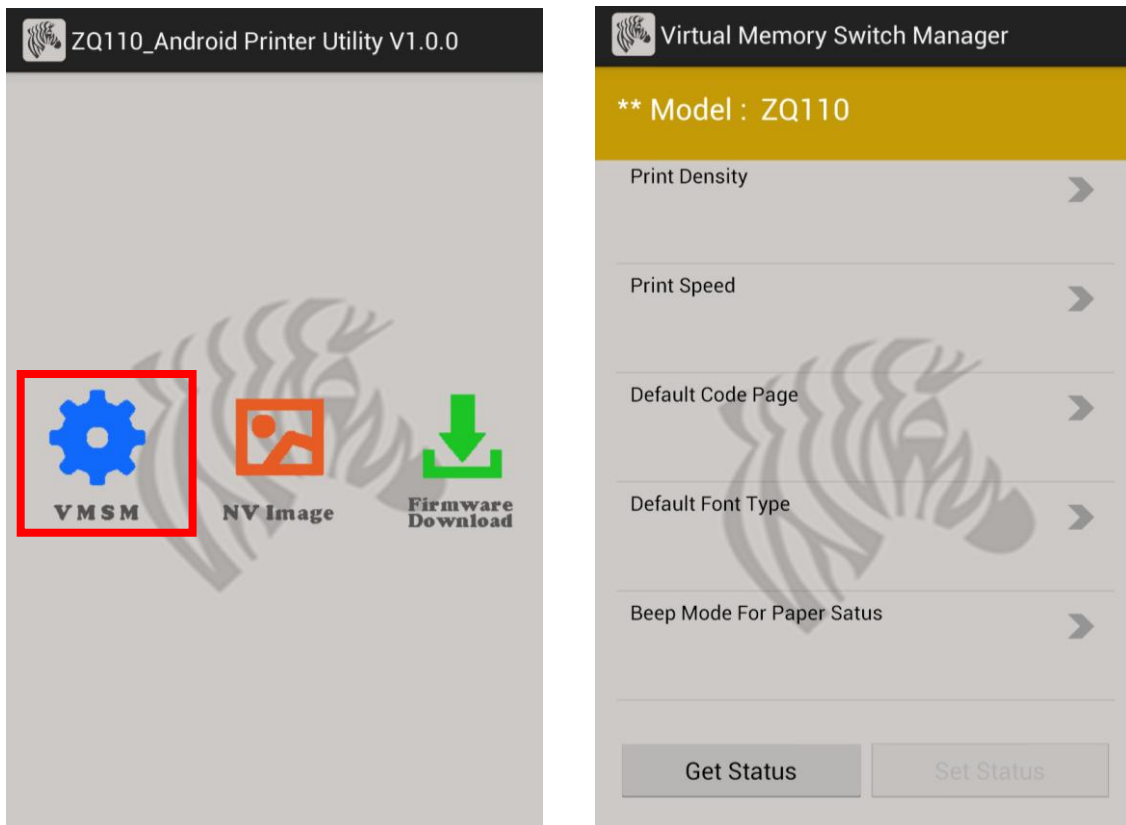 ZQ110_Android Printer Utility V1.0.0
VMSM
NV Image
Firmware
Download
Virtual Memory Switch Manager
** Model : ZQ110
Print Density
Print Speed
Default Code Page
Default Font Type
Beep Mode For Paper Satus
Get Status
Set Status